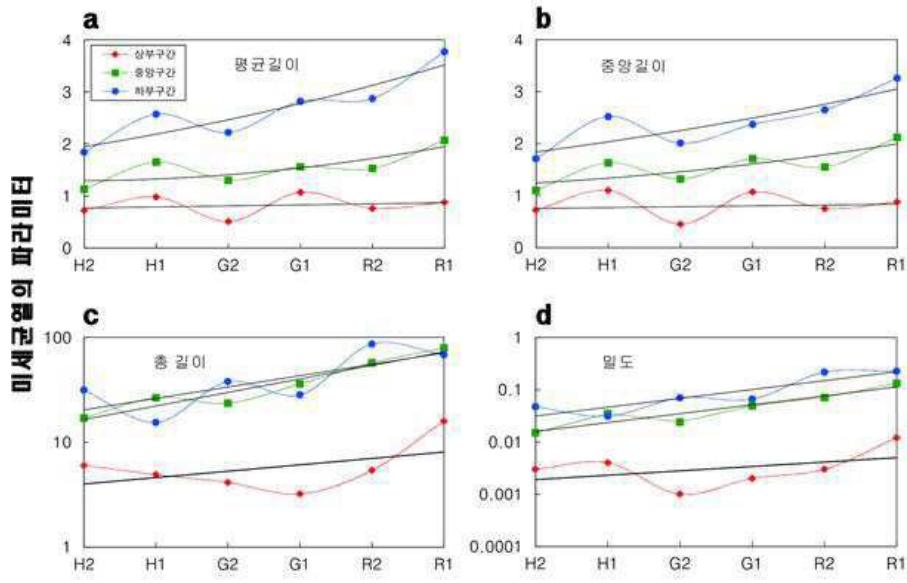 a
평균길이
상부구간
중앙구간
하부구간
4
3
2
1
0
H2 H1 G2 G1 R2 R1
b
중앙길이
4
3
2
1
0
H2 H1 G2 G1 R2 R1
미세균열의 파라미터
c
총 길이
100
10
1
H2 H1 G2 G1 R2 R1
d
밀도
1
0.1
0.01
0.001
0.0001
H2 H1 G2 G1 R2 R1